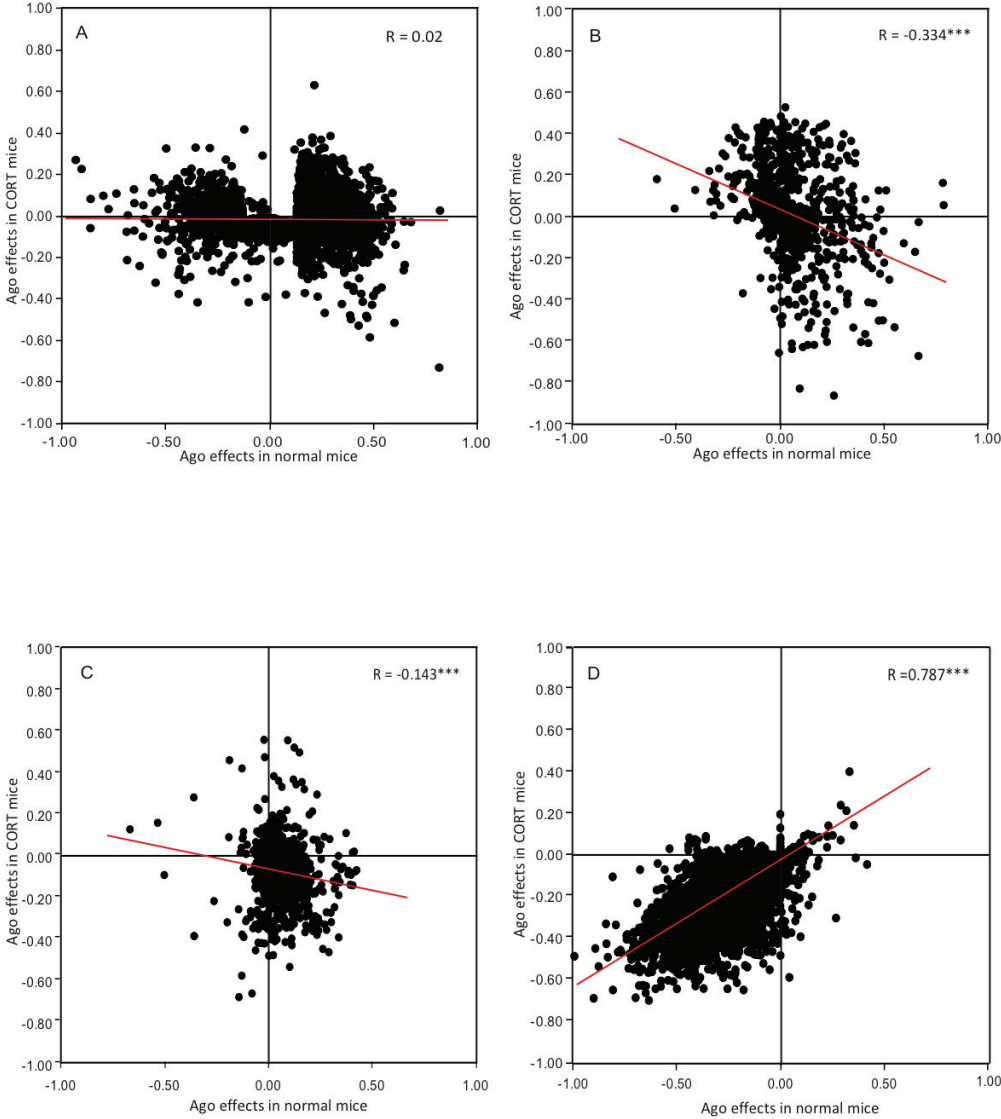 A
R = 0.02
1.00
0.80
0.60
0.40
0.20
0.00
-0.20
-0.40
-0.60
-0.80
-1.00
Ago effects in CORT mice
-1.00 -0.50 0.00 0.50 1.00
Ago effects in normal mice
B
R = -0.334***
1.00
0.80
0.60
0.40
0.20
0.00
-0.20
-0.40
-0.60
-0.80
-1.00
Ago effects in CORT mice
-1.00 -0.50 0.00 0.50 1.00
Ago effects in normal mice
C
R = -0.143***
1.00
0.80
0.60
0.40
0.20
0.00
-0.20
-0.40
-0.60
-0.80
-1.00
Ago effects in CORT mice
-1.00 -0.50 0.00 0.50 1.00
Ago effects in normal mice
D
R =0.787***
1.00
0.80
0.60
0.40
0.20
0.00
-0.20
-0.40
-0.60
-0.80
-1.00
Ago effects in CORT mice
-1.00 -0.50 0.00 0.50 1.00
Ago effects in normal mice